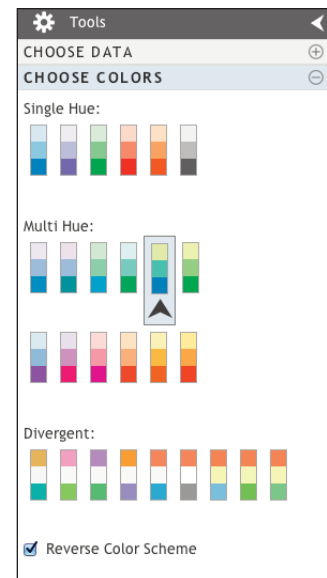 Tools
CHOOSE DATA
CHOOSE COLORS
Single Hue:
Multi Hue:
Divergent:
Reverse Color Scheme